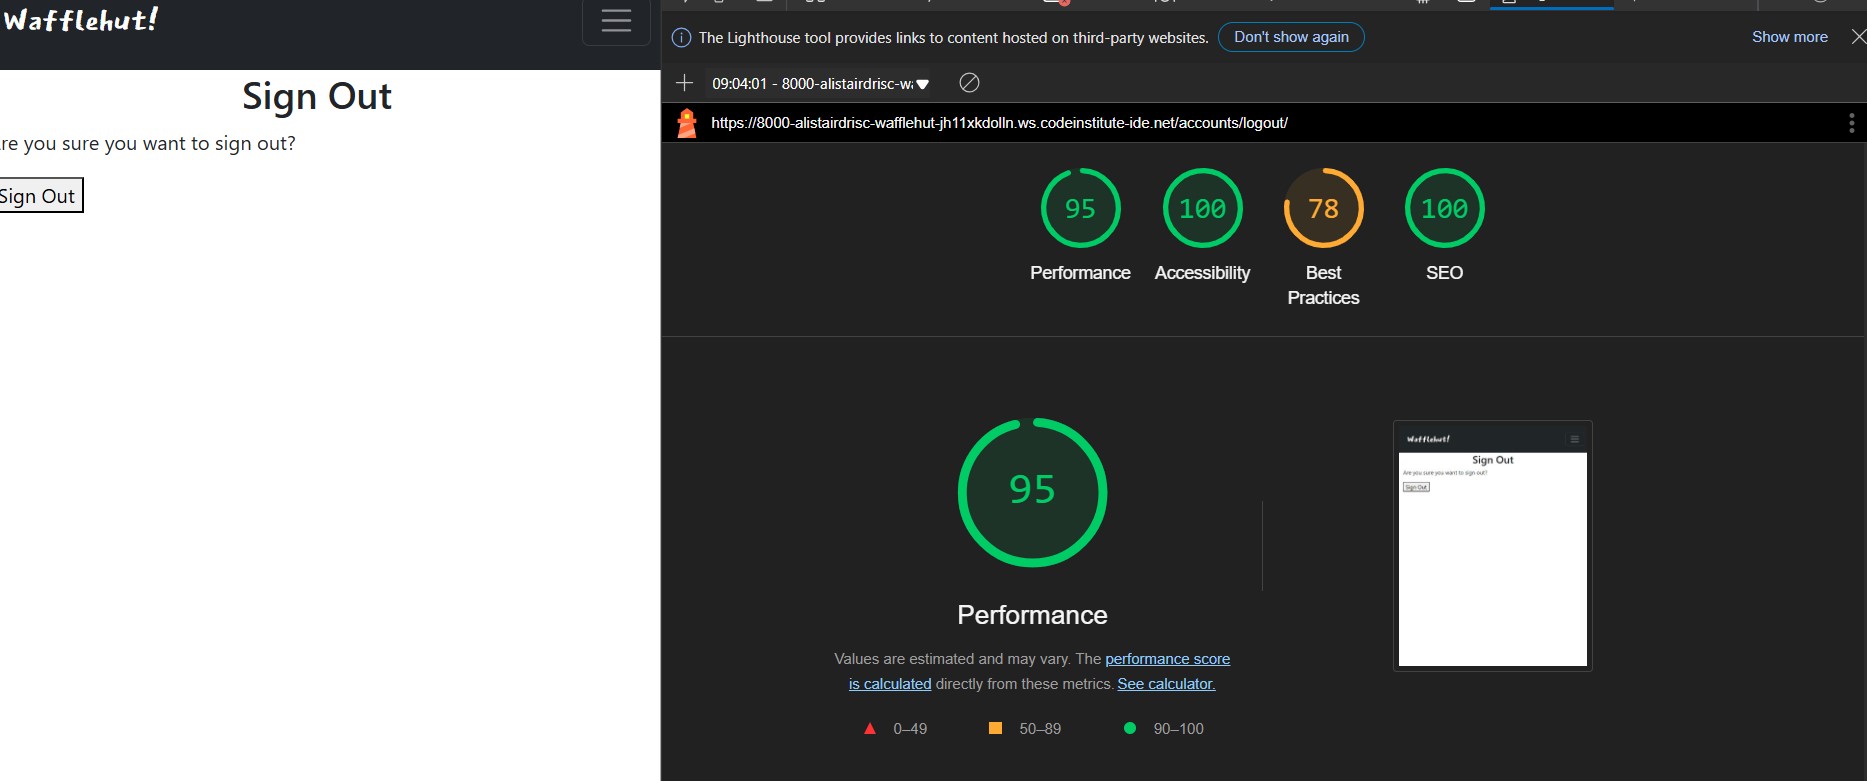 Wafflehut!
Sign Out
re you sure you want to sign out?
Sign Out
The Lighthouse tool provides links to content hosted on third-party websites.
Don't show again
Show more
09:04:01 - 8000-alistairdrisc-wa
https://8000-alistairdrisc-wafflehut-jh11xkdolln.ws.codeinstitute-ide.net/accounts/logout/
95
100
78
100
Performance
Accessibility
Best
Practices
SEO
95
Performance
Values are estimated and may vary. The performance score
is calculated directly from these metrics. See calculator.
0–49
50–89
90–100
Wafflehut!
Sign Out
Are you sure you want to sign out?
Sign Out